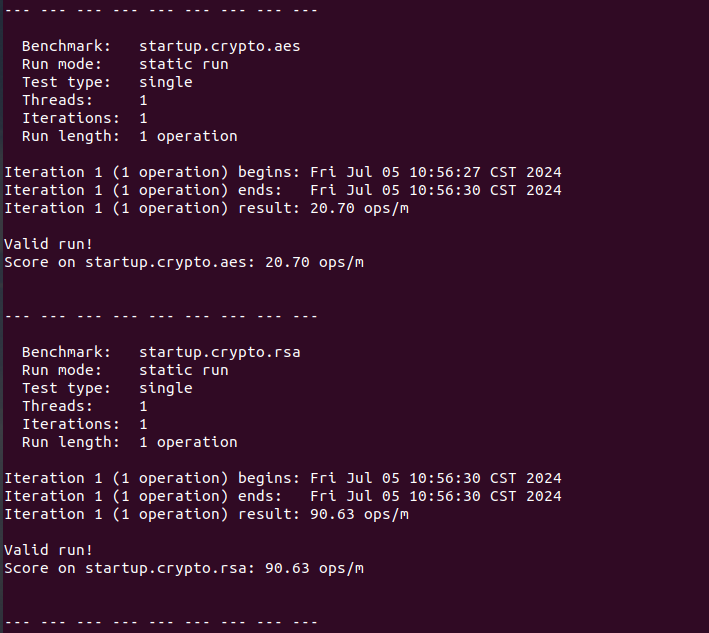 --- --- --- --- --- --- --- --- ---
Benchmark:   startup.crypto.aes
Run mode:    static run
Test type:   single
Threads:     1
Iterations:  1
Run length:  1 operation
Iteration 1 (1 operation) begins: Fri Jul 05 10:56:27 CST 2024
Iteration 1 (1 operation) ends:   Fri Jul 05 10:56:30 CST 2024
Iteration 1 (1 operation) result: 20.70 ops/m
Valid run!
Score on startup.crypto.aes: 20.70 ops/m
--- --- --- --- --- --- --- --- ---
Benchmark:   startup.crypto.rsa
Run mode:    static run
Test type:   single
Threads:     1
Iterations:  1
Run length:  1 operation
Iteration 1 (1 operation) begins: Fri Jul 05 10:56:30 CST 2024
Iteration 1 (1 operation) ends:   Fri Jul 05 10:56:30 CST 2024
Iteration 1 (1 operation) result: 90.63 ops/m
Valid run!
Score on startup.crypto.rsa: 90.63 ops/m
--- --- --- --- --- --- --- --- ---